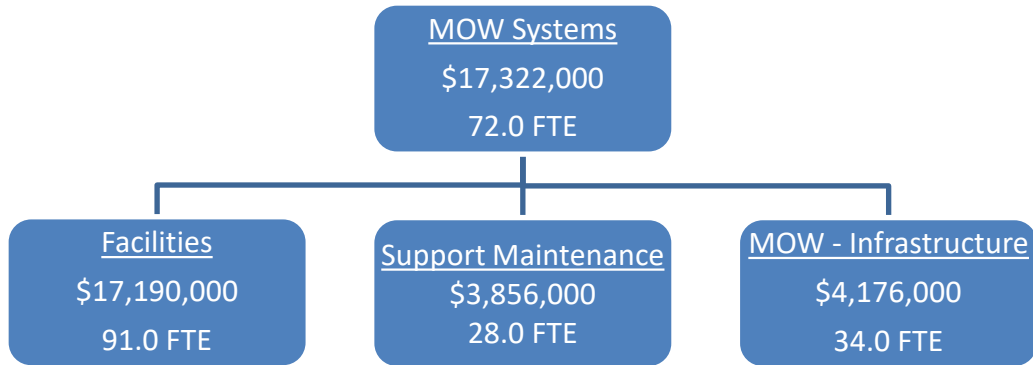 MOW Systems
$17,322,000
72.0 FTE
Facilities
$17,190,000
91.0 FTE
Support Maintenance
$3,856,000
28.0 FTE
MOW - Infrastructure
$4,176,000
34.0 FTE